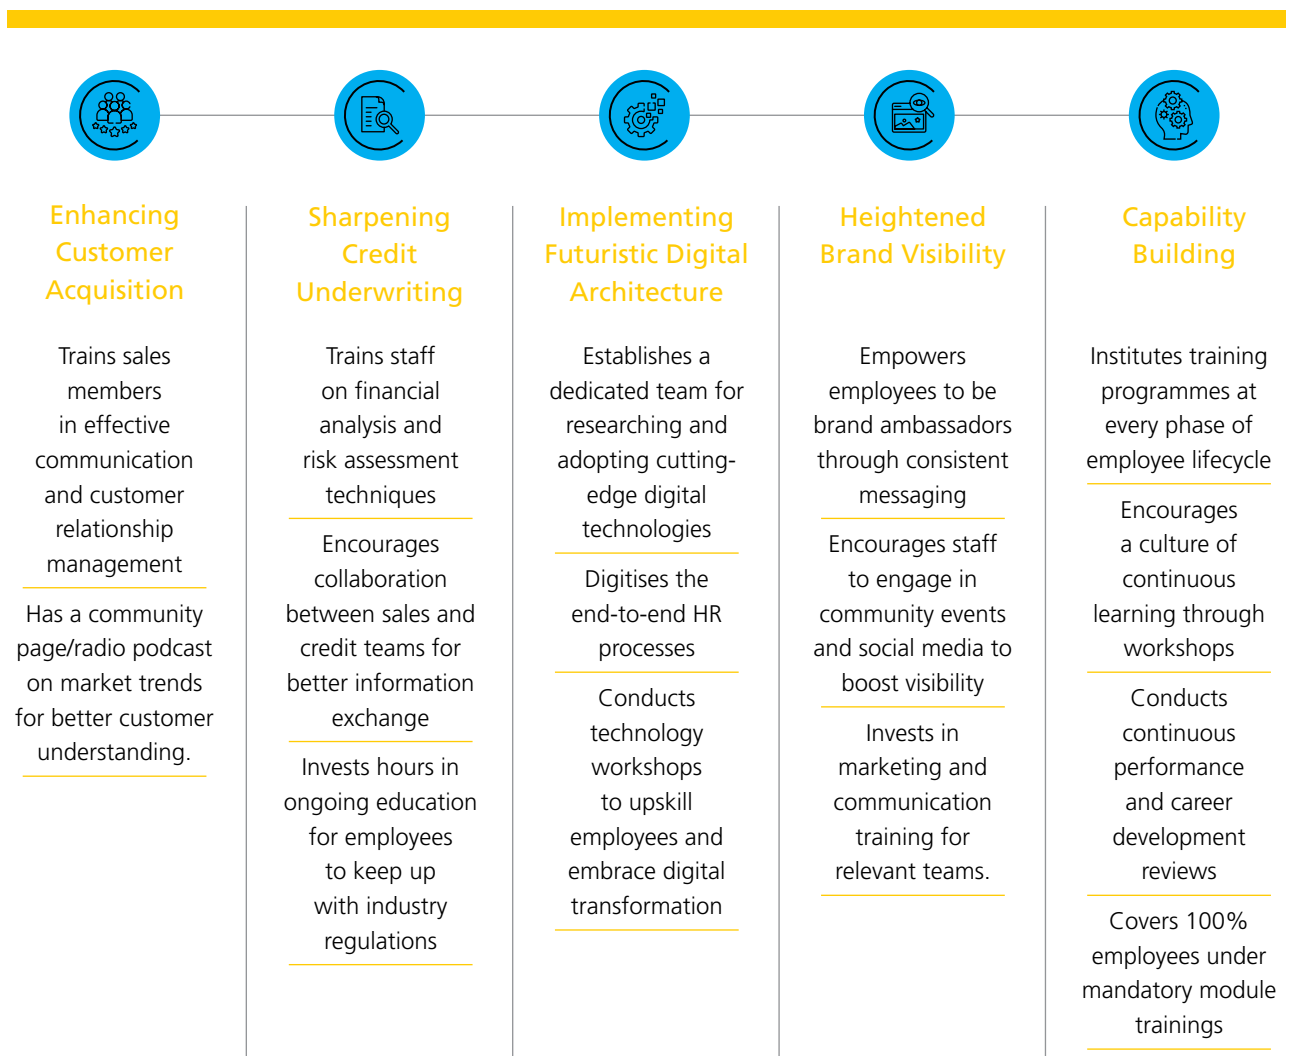 Enhancing
Customer
Acquisition
Trains sales
members
in effective
communication
and customer
relationship
management
Has a community
page/radio podcast
on market trends
for better customer
understanding.
Sharpening
Credit
Underwriting
Trains staff
on financial
analysis and
risk assessment
techniques
Encourages
collaboration
between sales and
credit teams for
better information
exchange
Invests hours in
ongoing education
for employees
to keep up
with industry
regulations
Implementing
Futuristic Digital
Architecture
Establishes a
dedicated team for
researching and
adopting cutting-
edge digital
technologies
Digitises the
end-to-end HR
processes
Conducts
technology
workshops
to upskill
employees and
embrace digital
transformation
Heightened
Brand Visibility
Empowers
employees to be
brand ambassadors
through consistent
messaging
Encourages staff
to engage in
community events
and social media to
boost visibility
Invests in
marketing and
communication
training for
relevant teams.
Capability
Building
Institutes training
programmes at
every phase of
employee lifecycle
Encourages
a culture of
continuous
learning through
workshops
Conducts
continuous
performance
and career
development
reviews
Covers 100%
employees under
mandatory module
trainings